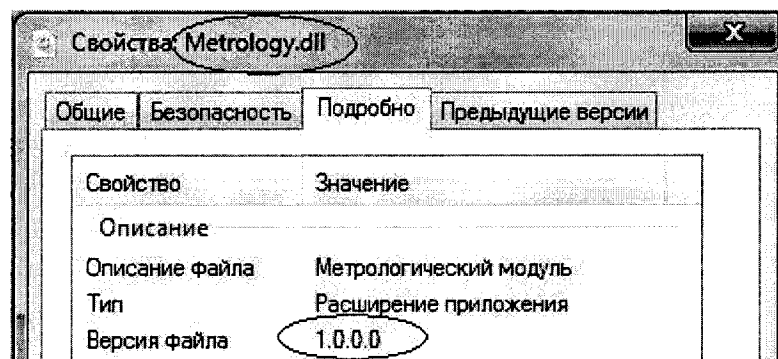 Свойства: Metrology.dll
X
Общие Безопасность Подробно Предыдущие версии
Свойство Значение
Описание
Описание файла Метрологический модуль
Тип Расширение приложения
Версия файла 1.0.0.0